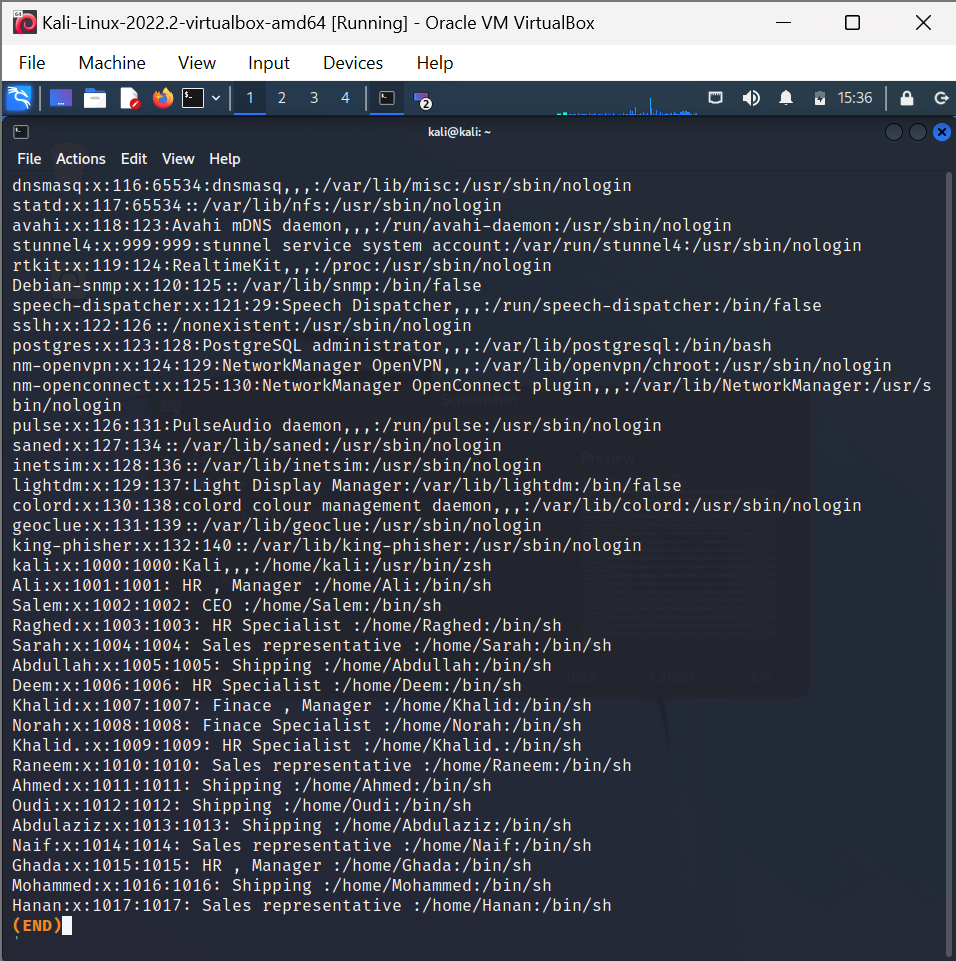 Kali-Linux-2022.2-virtualbox-amd64 [Running] - Oracle VM VirtualBox
File Machine View Input Devices Help
1 2 3 4 2 15:36
kali@kali: ~
File Actions Edit View Help
dnsmasq:x:116:65534:dnsmasq,,,:/var/lib/misc:/usr/sbin/nologin
statd:x:117:65534::/var/lib/nfs:/usr/sbin/nologin
avahi:x:118:123:Avahi mDNS daemon,,,:/run/avahi-daemon:/usr/sbin/nologin
stunnel4:x:999:999:stunnel service system account:/var/run/stunnel4:/usr/sbin/nologin
rtkit:x:119:124:RealtimeKit,,,:/proc:/usr/sbin/nologin
Debian-snmp:x:120:125::/var/lib/snmp:/bin/false
speech-dispatcher:x:121:29:Speech Dispatcher,,,:/run/speech-dispatcher:/bin/false
sslh:x:122:126::/nonexistent:/usr/sbin/nologin
postgres:x:123:128:PostgreSQL administrator,,,:/var/lib/postgresql:/bin/bash
nm-openvpn:x:124:129:NetworkManager OpenVPN,,,:/var/lib/openvpn/chroot:/usr/sbin/nologin
nm-openconnect:x:125:130:NetworkManager OpenConnect plugin,,,:/var/lib/NetworkManager:/usr/s
bin/nologin
pulse:x:126:131:PulseAudio daemon,,,:/run/pulse:/usr/sbin/nologin
saned:x:127:134::/var/lib/saned:/usr/sbin/nologin
inetsim:x:128:136::/var/lib/inetsim:/usr/sbin/nologin
lightdm:x:129:137:Light Display Manager:/var/lib/lightdm:/bin/false
colord:x:130:138:colord colour management daemon,,,:/var/lib/colord:/usr/sbin/nologin
geoclue:x:131:139::/var/lib/geoclue:/usr/sbin/nologin
king-phisher:x:132:140::/var/lib/king-phisher:/usr/sbin/nologin
kali:x:1000:1000:Kali,,,:/home/kali:/usr/bin/zsh
Ali:x:1001:1001: HR , Manager :/home/Ali:/bin/sh
Salem:x:1002:1002: CEO :/home/Salem:/bin/sh
Raghed:x:1003:1003: HR Specialist :/home/Raghed:/bin/sh
Sarah:x:1004:1004: Sales representative :/home/Sarah:/bin/sh
Abdullah:x:1005:1005: Shipping :/home/Abdullah:/bin/sh
Deem:x:1006:1006: HR Specialist :/home/Deem:/bin/sh
Khalid:x:1007:1007: Finace , Manager :/home/Khalid:/bin/sh
Norah:x:1008:1008: Finace Specialist :/home/Norah:/bin/sh
Khalid.:x:1009:1009: HR Specialist :/home/Khalid.:/bin/sh
Raneem:x:1010:1010: Sales representative :/home/Raneem:/bin/sh
Ahmed:x:1011:1011: Shipping :/home/Ahmed:/bin/sh
Oudi:x:1012:1012: Shipping :/home/Oudi:/bin/sh
Abdulaziz:x:1013:1013: Shipping :/home/Abdulaziz:/bin/sh
Naif:x:1014:1014: Sales representative :/home/Naif:/bin/sh
Ghada:x:1015:1015: HR , Manager :/home/Ghada:/bin/sh
Mohammed:x:1016:1016: Shipping :/home/Mohammed:/bin/sh
Hanan:x:1017:1017: Sales representative :/home/Hanan:/bin/sh
(END)